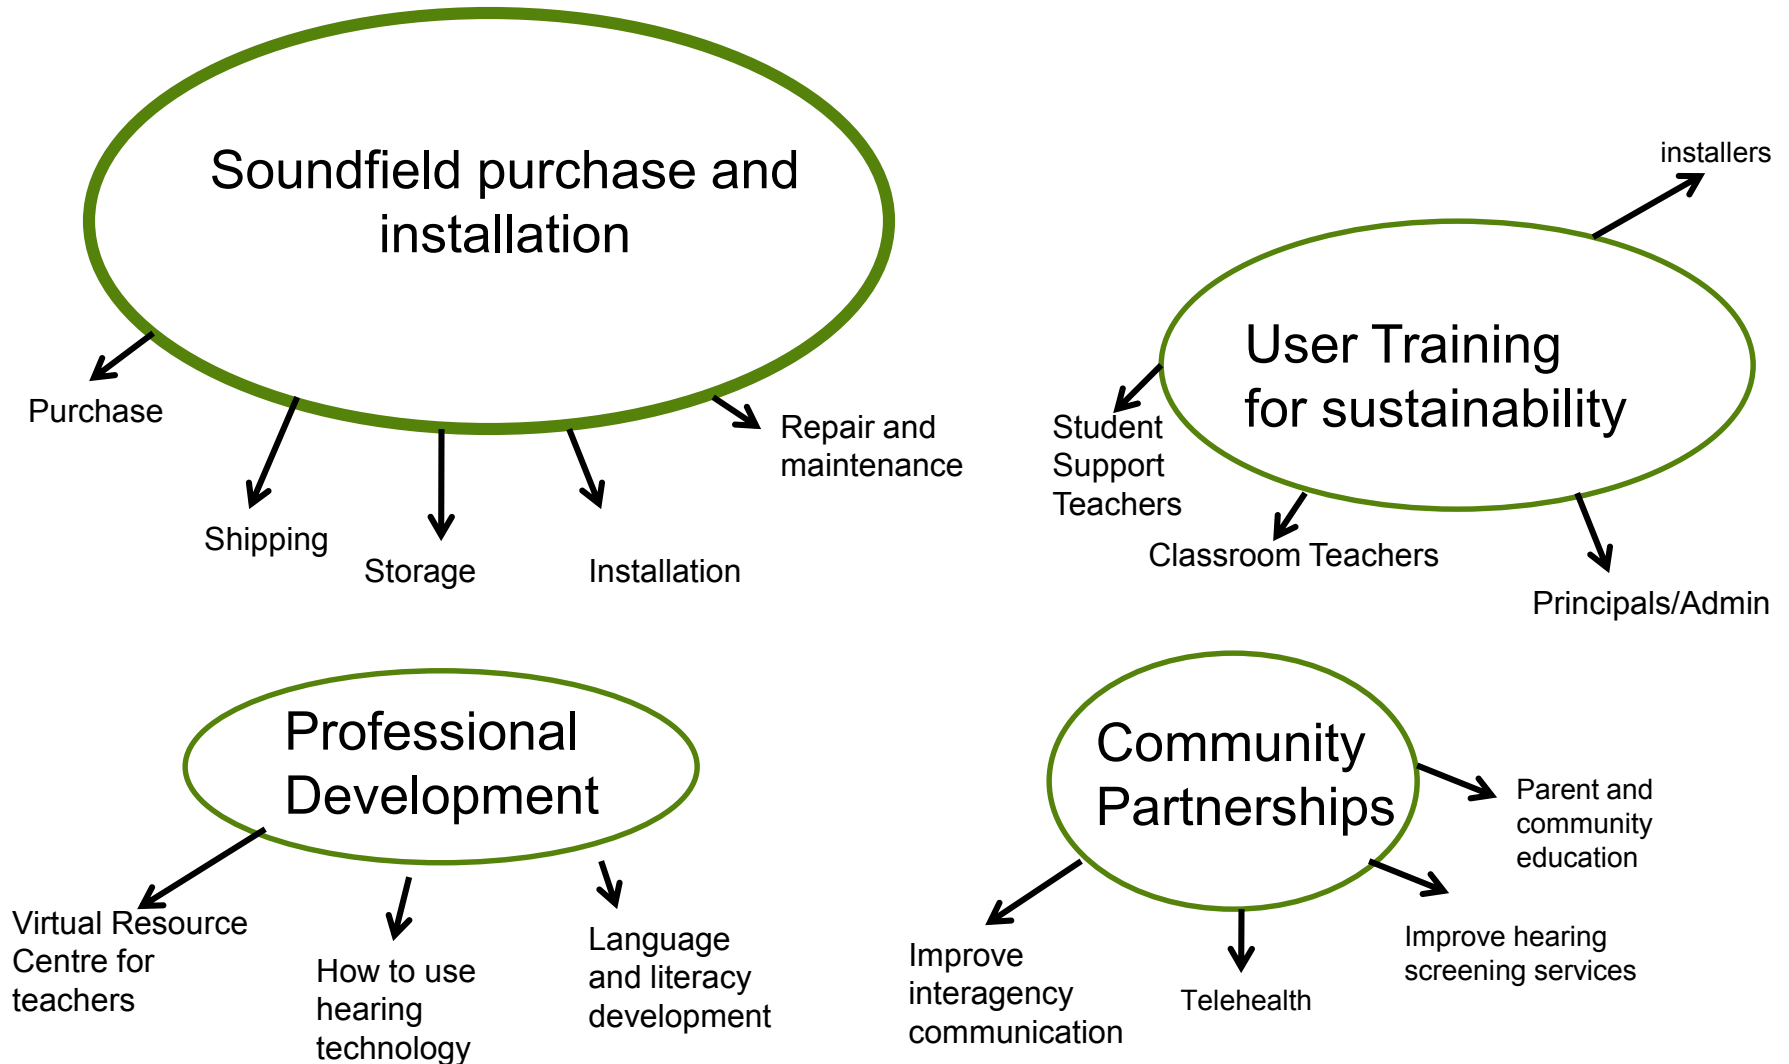 Soundfield purchase and
installation
Purchase
Shipping
Storage
Installation
Repair and
maintenance
installers
User Training
for sustainability
Student
Support
Teachers
Classroom Teachers
Principals/Admin
Professional
Development
Virtual Resource
Centre for
teachers
How to use
hearing
technology
Language
and literacy
development
Community
Partnerships
Parent and
community
education
Improve hearing
screening services
Telehealth
Improve
interagency
communication